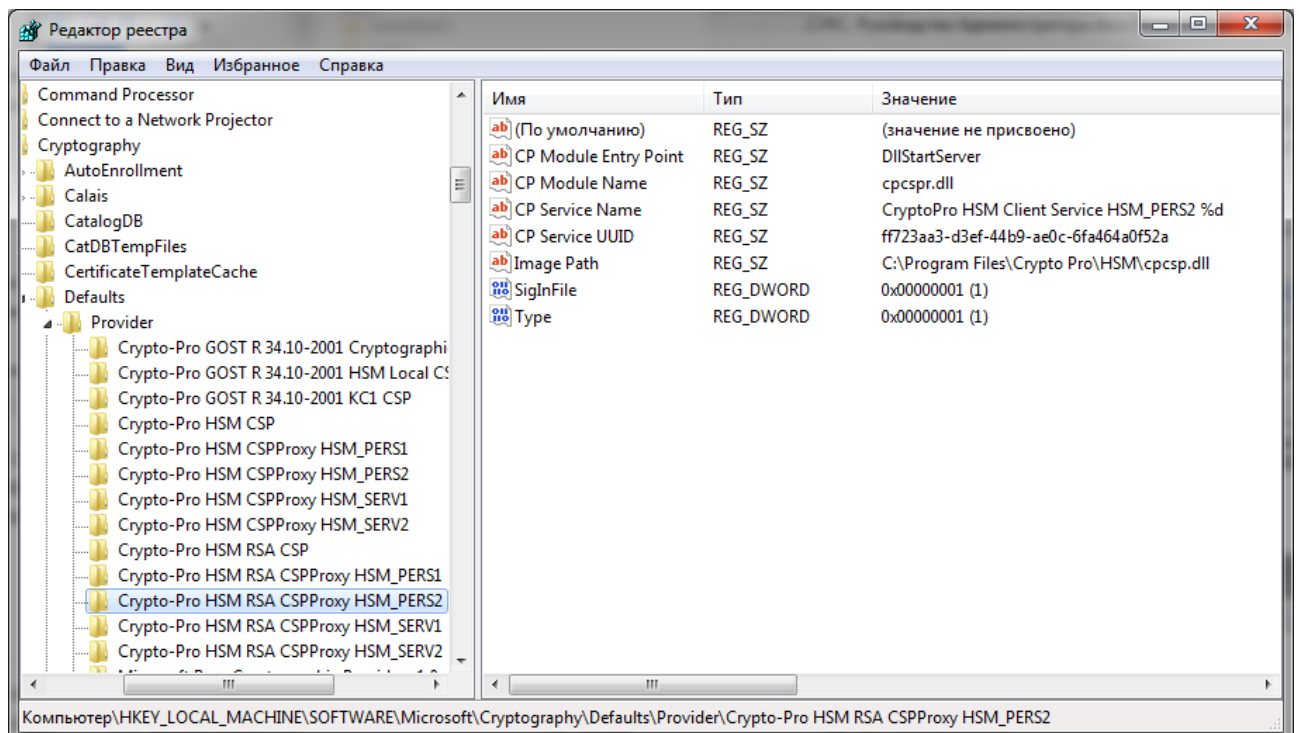 Редактор реестра
Файл Правка Вид Избранное Справка
Command Processor
Connect to a Network Projector
Cryptography
AutoEnrollment
Calais
CatalogDB
CatDBTempFiles
CertificateTemplateCache
Defaults
Provider
Crypto-Pro GOST R 34.10-2001 Cryptographi
Crypto-Pro GOST R 34.10-2001 HSM Local CS
Crypto-Pro GOST R 34.10-2001 KC1 CSP
Crypto-Pro HSM CSP
Crypto-Pro HSM CSPProxy HSM_PERS1
Crypto-Pro HSM CSPProxy HSM_PERS2
Crypto-Pro HSM CSPProxy HSM_SERV1
Crypto-Pro HSM CSPProxy HSM_SERV2
Crypto-Pro HSM RSA CSP
Crypto-Pro HSM RSA CSPProxy HSM_PERS1
Crypto-Pro HSM RSA CSPProxy HSM_PERS2
Crypto-Pro HSM RSA CSPProxy HSM_SERV1
Crypto-Pro HSM RSA CSPProxy HSM_SERV2
Имя Тип Значение
(По умолчанию) REG_SZ (значение не присвоено)
CP Module Entry Point REG_SZ DllStartServer
CP Module Name REG_SZ cpcspr.dll
CP Service Name REG_SZ CryptoPro HSM Client Service HSM_PERS2 %d
CP Service UUID REG_SZ ff723aa3-d3ef-44b9-ae0c-6fa464a0f52a
Image Path REG_SZ C:\Program Files\Crypto Pro\HSM\cpcsp.dll
SigInFile REG_DWORD 0x00000001 (1)
Type REG_DWORD 0x00000001 (1)
Компьютер\HKEY_LOCAL_MACHINE\SOFTWARE\Microsoft\Cryptography\Defaults\Provider\Crypto-Pro HSM RSA CSPProxy HSM_PERS2